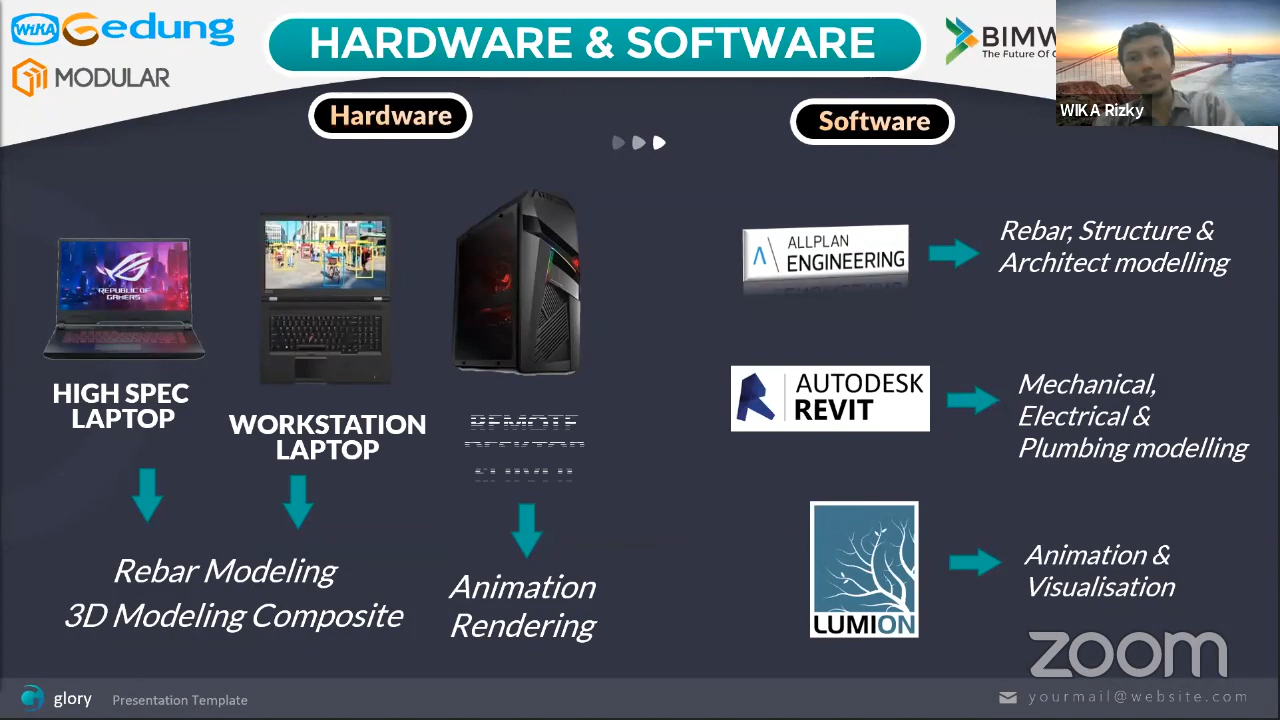 WIKA Gedung
MODULAR
HARDWARE & SOFTWARE
BIMW
The Future Of
WIKA Rizky
Hardware
Software
REPUBLIC OF
GAMERS
HIGH SPEC
LAPTOP
WORKSTATION
LAPTOP
REMOTE
Rebar Modeling
3D Modeling Composite
Animation
Rendering
ALLPLAN
ENGINEERING
Rebar, Structure &
Architect modelling
AUTODESK
REVIT
Mechanical,
Electrical &
Plumbing modelling
LUMION
Animation &
Visualisation
zoom
glory
Presentation Template
yourmail@website.com